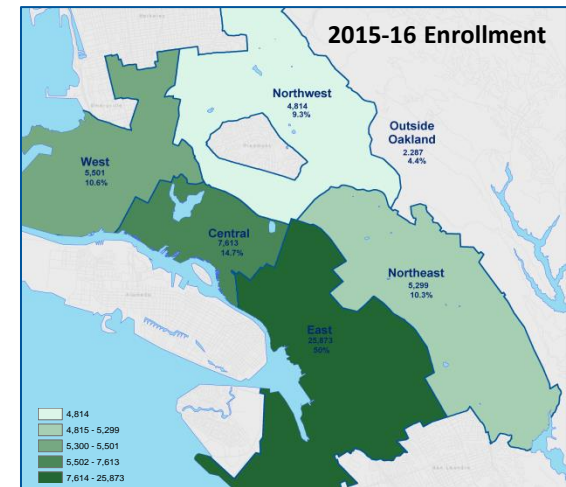 2015-16 Enrollment
Northwest
4,814
9.3%
Outside
Oakland
2.287
4.4%
West
5,501
10.6%
Central
7,613
14.7%
Northeast
5,299
10.3%
East
25,873
50%
4,814
4,815 - 5,299
5,300 - 5,501
5,502 - 7,613
7,614 - 25,873